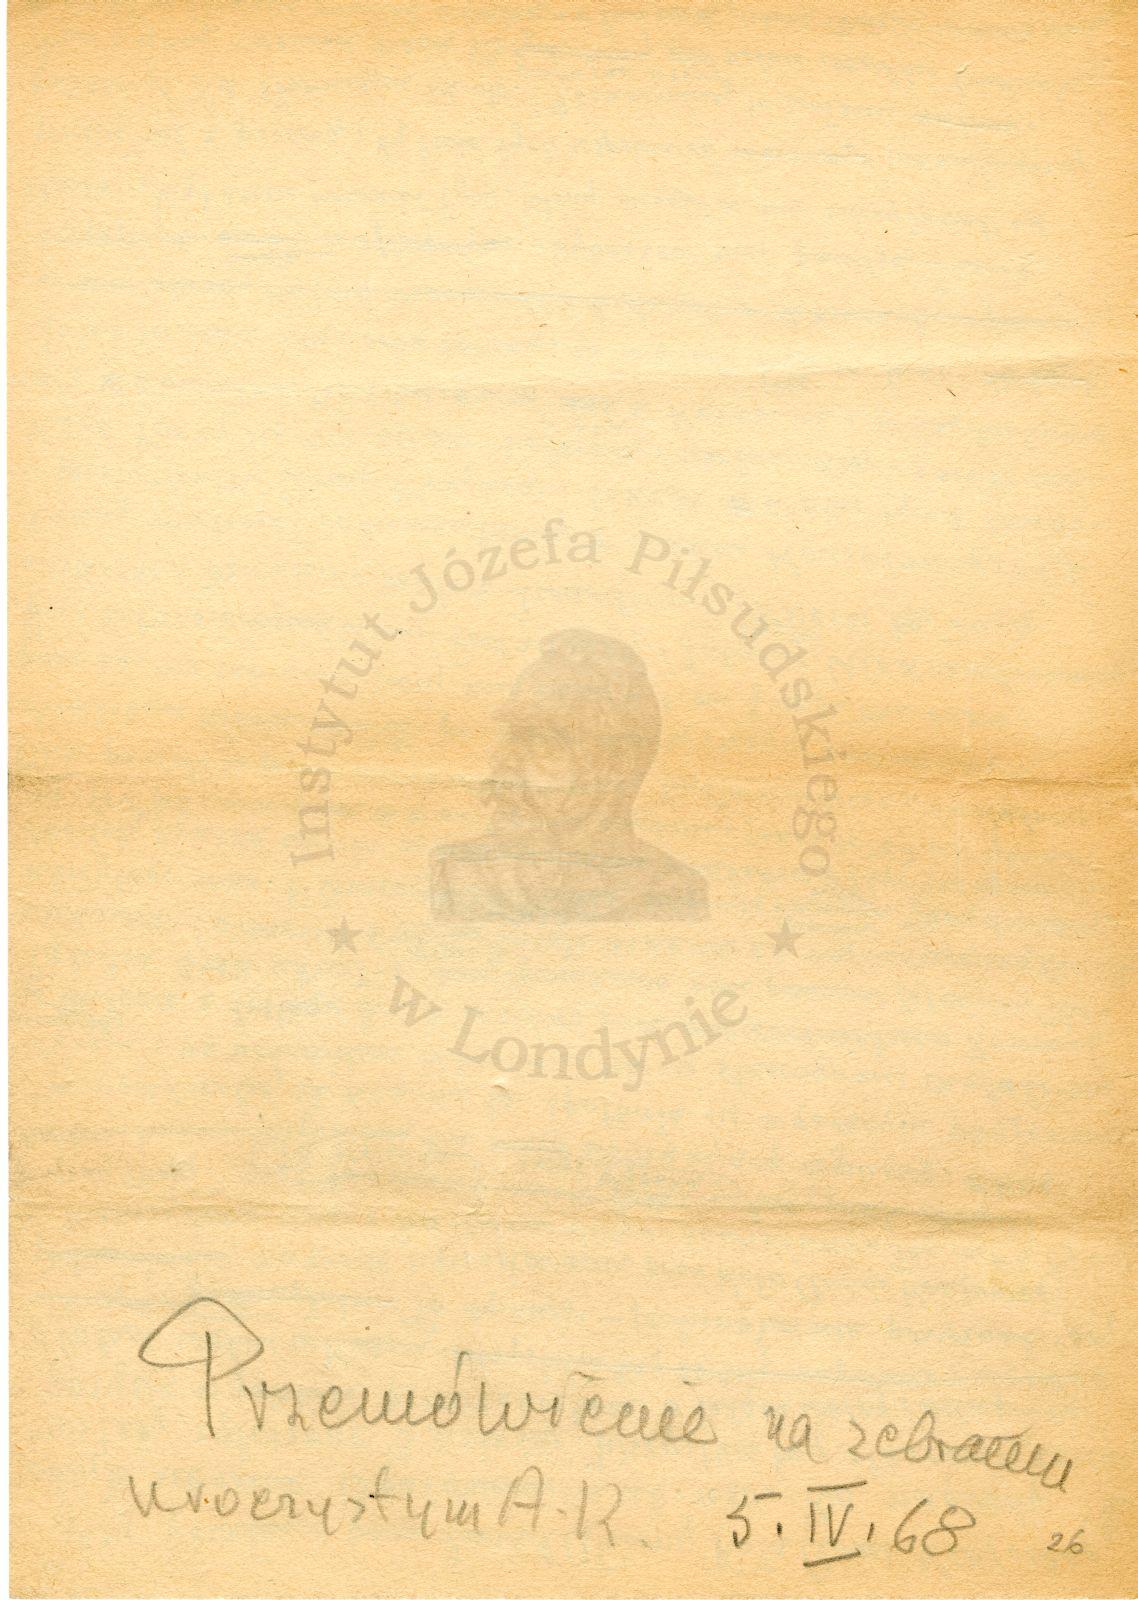 Instytut Józefa Piłsudskiego
w Londynie
Przemówienie na zebraniu
uroczystym A.K. 5.IV.68
26